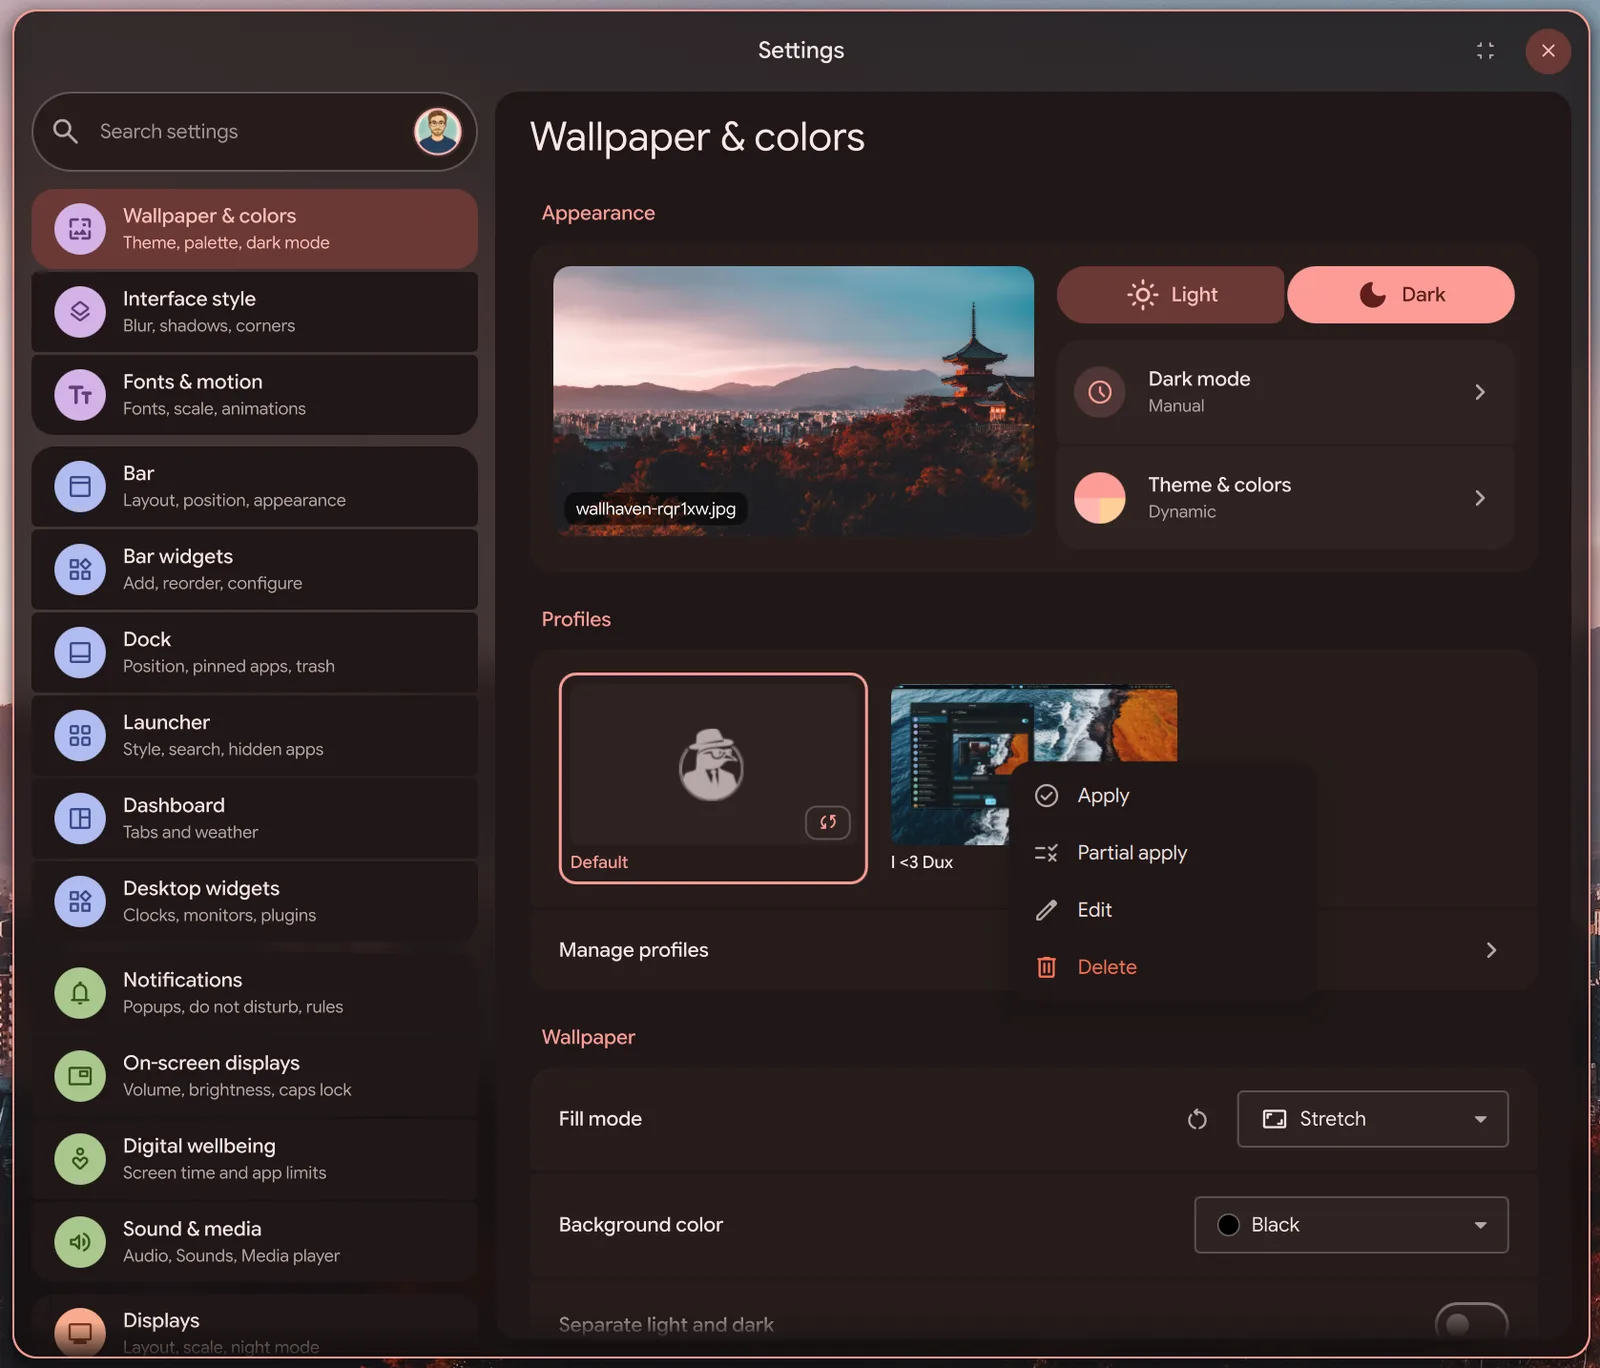 Settings
Search settings
Wallpaper & colors
Theme, palette, dark mode
Interface style
Blur, shadows, corners
Tт
Fonts & motion
Fonts, scale, animations
Bar
Layout, position, appearance
Bar widgets
Add, reorder, configure
Dock
Position, pinned apps, trash
Launcher
Style, search, hidden apps
Dashboard
Tabs and weather
Desktop widgets
Clocks, monitors, plugins
Notifications
Popups, do not disturb, rules
On-screen displays
Volume, brightness, caps lock
Digital wellbeing
Screen time and app limits
Sound & media
Audio, Sounds, Media player
Displays
Layout, scale, night mode
Wallpaper & colors
Appearance
wallhaven-rqr1xw.jpg
Light
Dark
Dark mode
Manual
Theme & colors
Dynamic
Profiles
Default
I <3 Dux
Apply
Partial apply
Edit
Delete
Manage profiles
Wallpaper
Fill mode
Stretch
Background color
Black
Separate light and dark